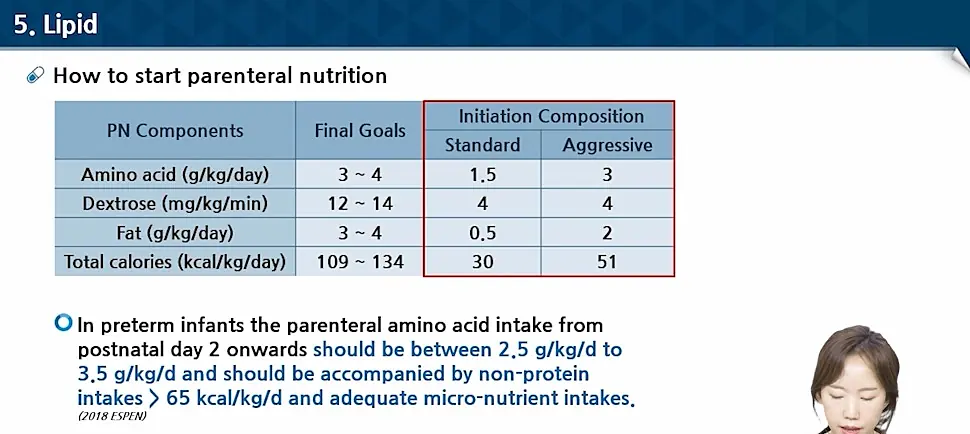 5. Lipid
How to start parenteral nutrition
PN Components Final Goals Initiation Composition
Standard Aggressive
Amino acid (g/kg/day) 3 ~ 4 1.5 3
Dextrose (mg/kg/min) 12 ~ 14 4 4
Fat (g/kg/day) 3 ~ 4 0.5 2
Total calories (kcal/kg/day) 109 ~ 134 30 51
In preterm infants the parenteral amino acid intake from
postnatal day 2 onwards should be between 2.5 g/kg/d to
3.5 g/kg/d and should be accompanied by non-protein
intakes > 65 kcal/kg/d and adequate micro-nutrient intakes.
(2018 ESPEN)